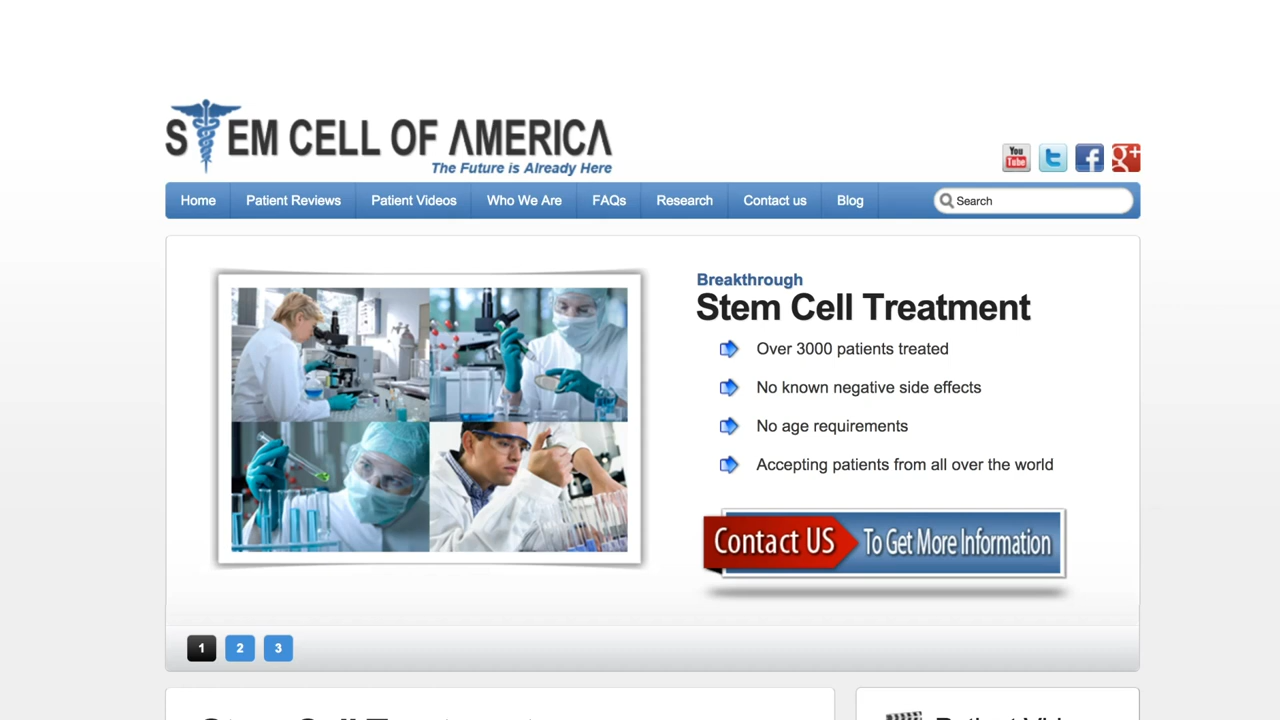 STEM CELL OF AMERICA
The Future is Already Here
You Tube
g+
Home Patient Reviews Patient Videos Who We Are FAQs Research Contact us Blog Search
Breakthrough
Stem Cell Treatment
Over 3000 patients treated
No known negative side effects
No age requirements
Accepting patients from all over the world
Contact US To Get More Information
1 2 3